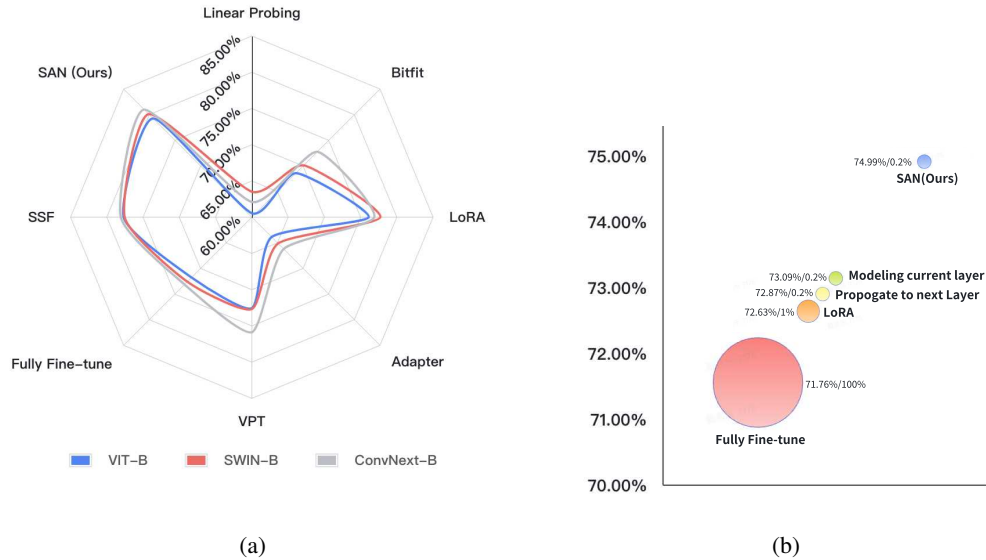 Linear Probing
SAN (Ours)
Bitfit
85.00%
80.00%
75.00%
70.00%
65.00%
60.00%
SSF
LoRA
Fully Fine-tune
Adapter
VPT
VIT-B
SWIN-B
ConvNext-B
(a)
75.00%
74.00%
73.00%
72.00%
71.00%
70.00%
74.99%/0.2%
SAN(Ours)
73.09%/0.2% Modeling current layer
72.87%/0.2% Propogate to next Layer
72.63%/1% LoRA
71.76%/100%
Fully Fine-tune
(b)